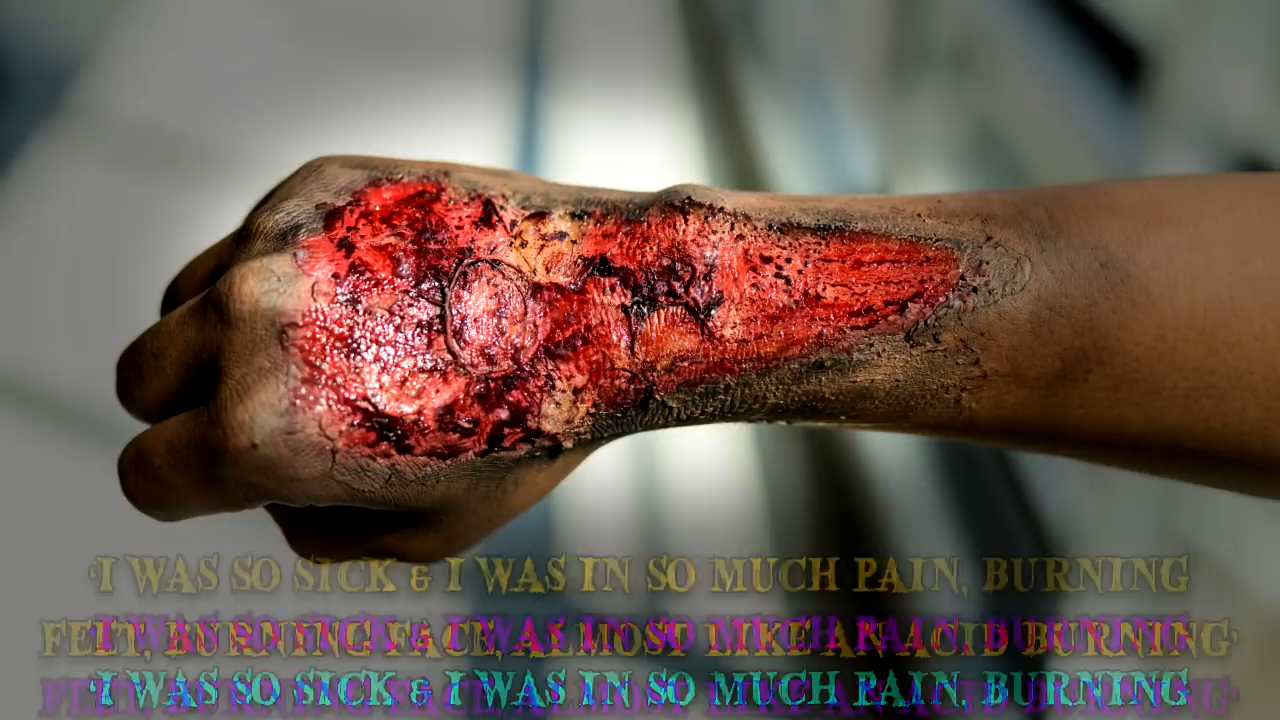 'I WAS SO SICK & I WAS IN SO MUCH PAIN, BURNING
FEET, BURNING FACE, ALMOST LIKE AN ACID BURNING'
'I WAS SO SICK & I WAS IN SO MUCH PAIN, BURNING